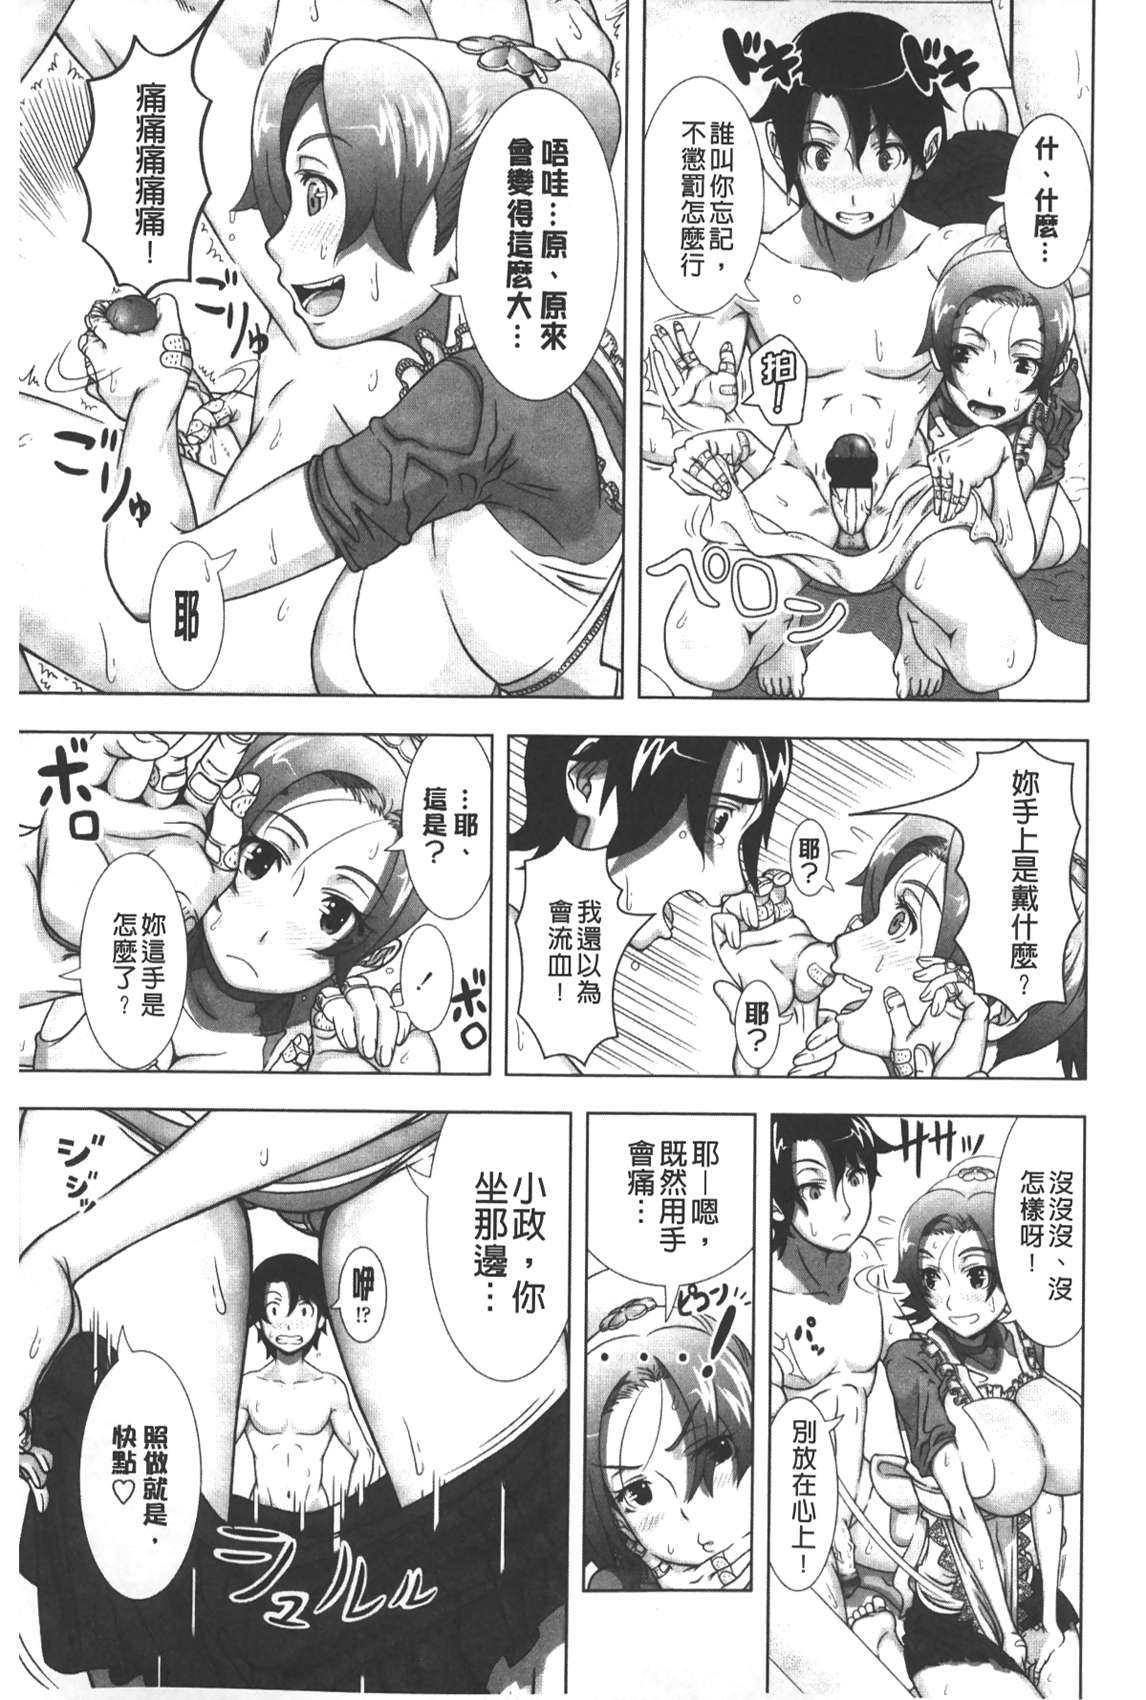 什、什麼…
ドキ
ドキ
誰叫你忘記，
不懲罰怎麼行
拍！
ペロン
唔哇…原、原來
曾變得這麼大…
痛痛痛痛痛！
ごりゅ
ごりゅ
耶
妳手上是戴什麼？
耶？
耶？
我還以為
會流血！
…耶、
這是？
！
妳這手是
怎麼了？
ボロ
ボロ
沒沒沒、沒
怎樣呀！
ササッ
パッ
別放在心上！
耶—嗯，
既然用手
會痛…
ピコン
…
！
小政，你
坐那邊…
咿
!?
ジジジ
照做就是，
快點♡
シュルル